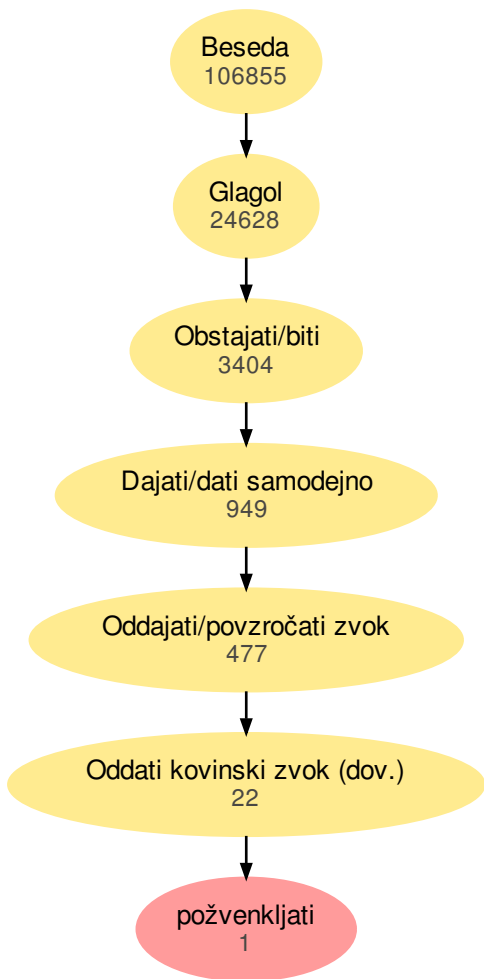 Beseda
106855
Glagol
24628
Obstajati/biti
3404
Dajati/dati samodejno
949
Oddajati/povzročati zvok
477
Oddati kovinski zvok (dov.)
22
požvenkljati
1